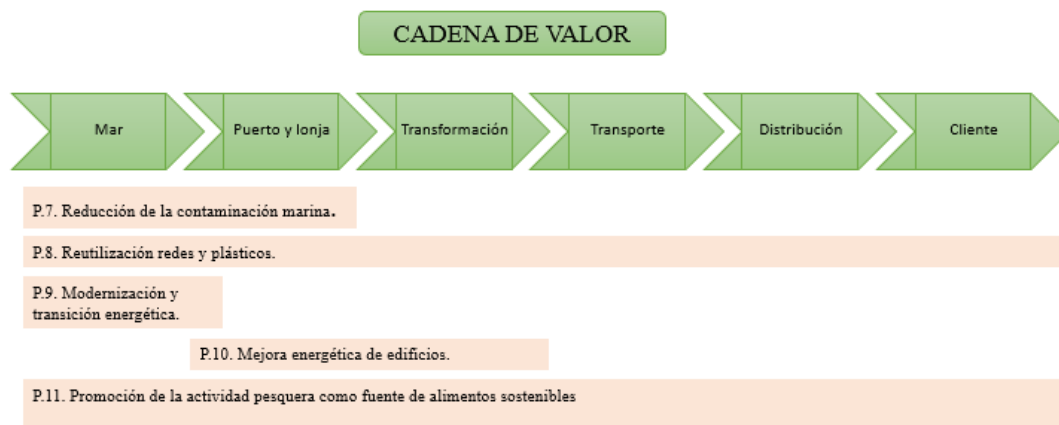 CADENA DE VALOR
Mar
Puerto y lonja
Transformación
Transporte
Distribución
Cliente
P.7. Reducción de la contaminación marina.
P.8. Reutilización redes y plásticos.
P.9. Modernización y
transición energética.
P.10. Mejora energética de edificios.
P.11. Promoción de la actividad pesquera como fuente de alimentos sostenibles